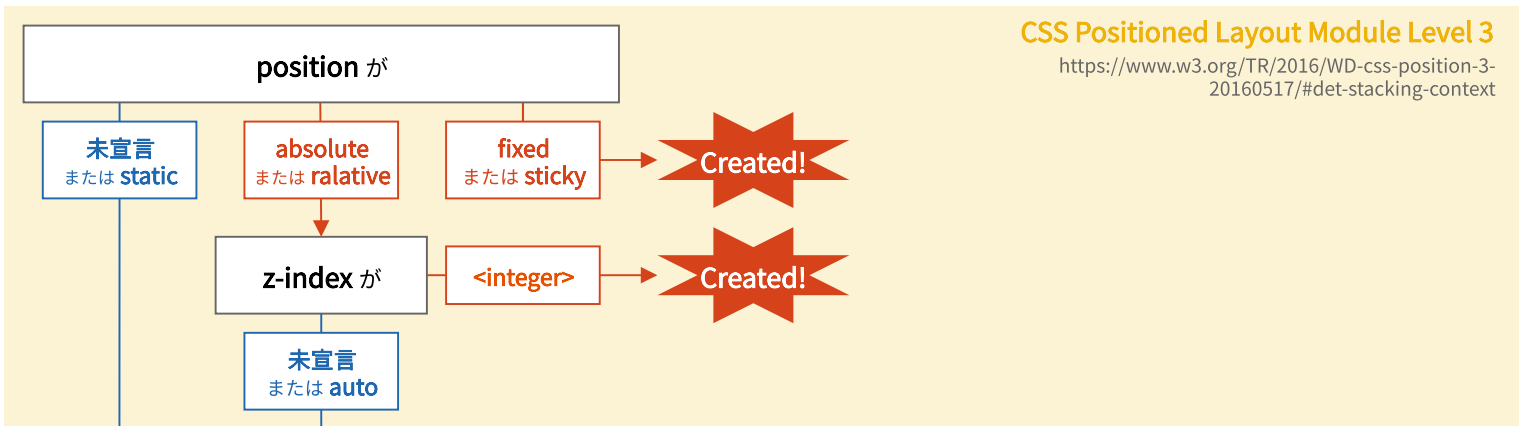 CSS Positioned Layout Module Level 3
https://www.w3.org/TR/2016/WD-css-position-3-
20160517/#det-stacking-context
position が
未宣言
または static
absolute
または ralative
fixed
または sticky
Created!
z-index が
<integer>
Created!
未宣言
または auto